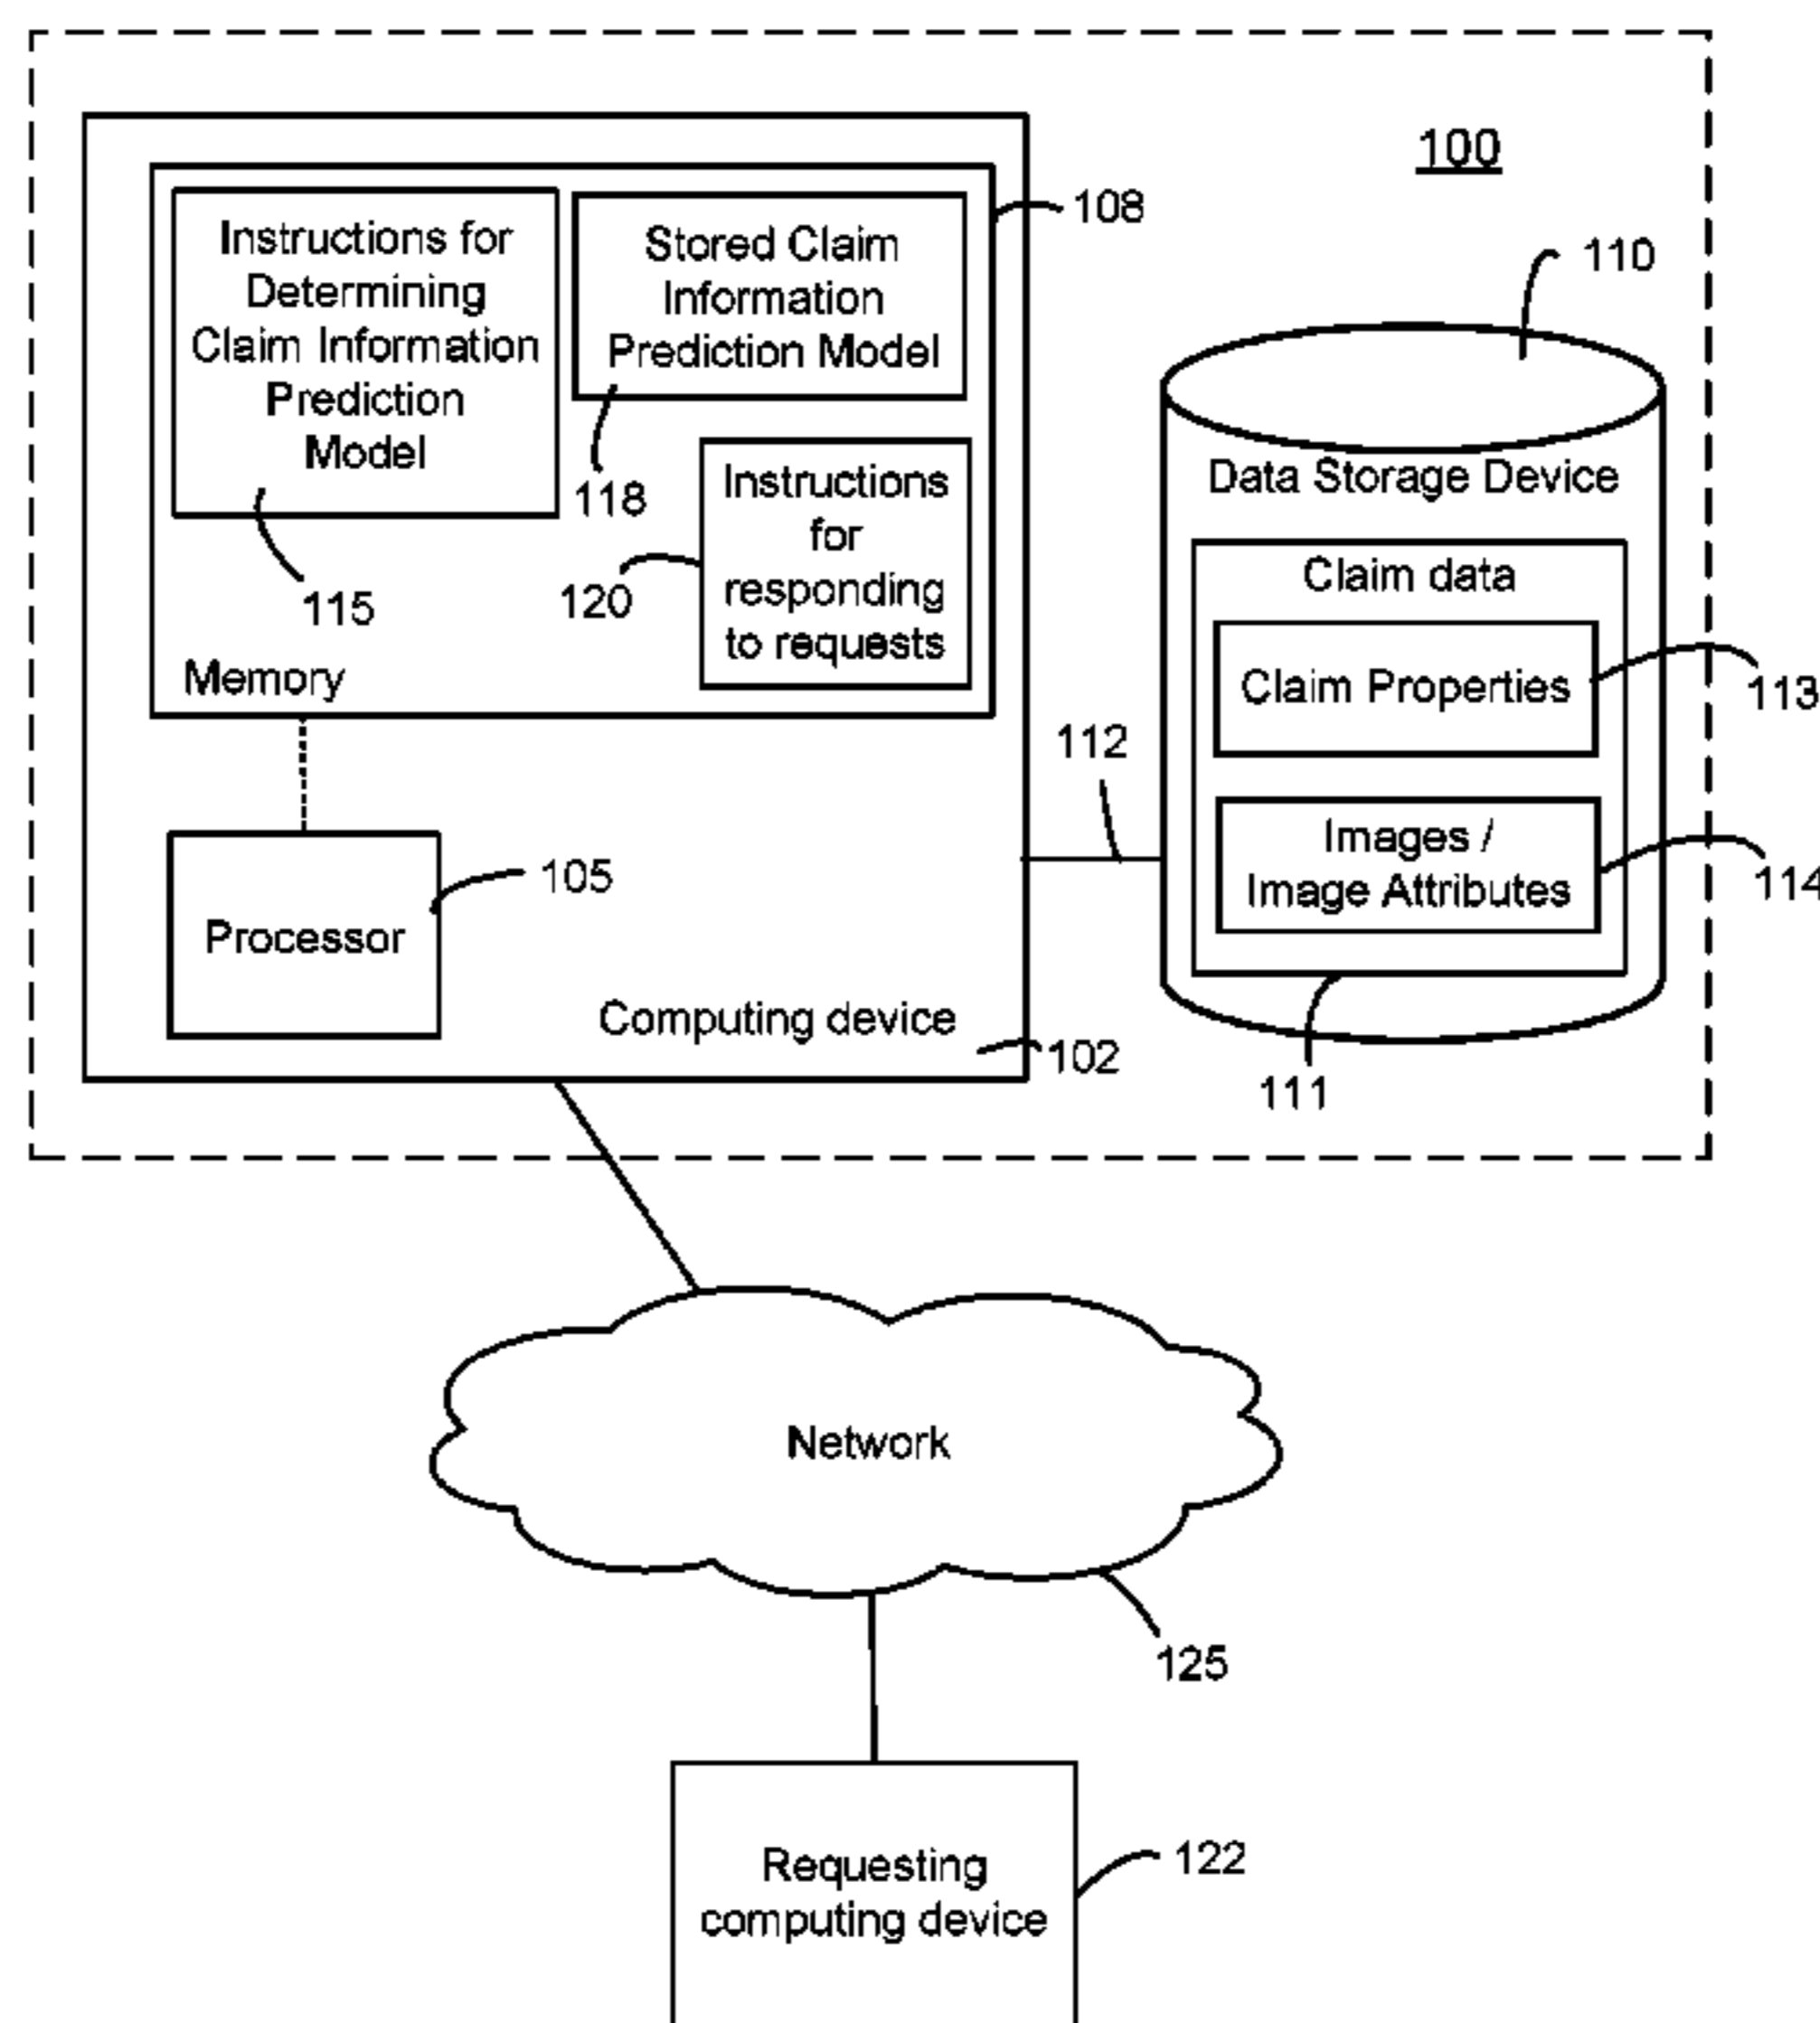 100
Instructions for
Determining
Claim Information
Prediction
Model
115
Stored Claim
Information
Prediction Model
118
108
Instructions
for
responding
to requests
120
Memory
Processor
105
Computing device
102
112
110
Data Storage Device
Claim data
Claim Properties
113
Images /
Image Attributes
114
111
Network
125
Requesting
computing device
122